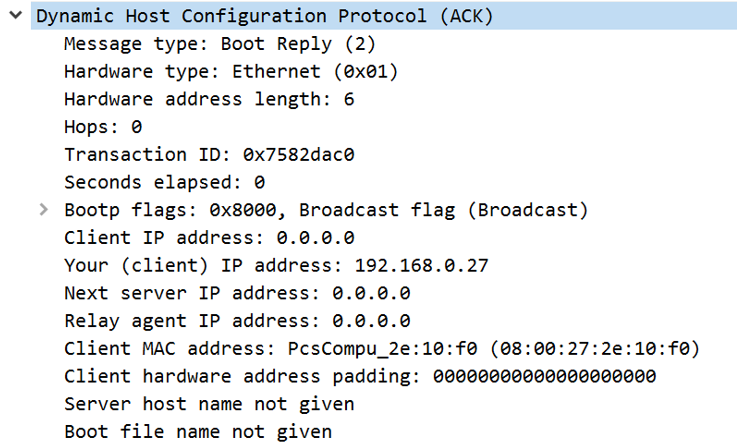 Dynamic Host Configuration Protocol (ACK)
Message type: Boot Reply (2)
Hardware type: Ethernet (0x01)
Hardware address length: 6
Hops: 0
Transaction ID: 0x7582dac0
Seconds elapsed: 0
Bootp flags: 0x8000, Broadcast flag (Broadcast)
Client IP address: 0.0.0.0
Your (client) IP address: 192.168.0.27
Next server IP address: 0.0.0.0
Relay agent IP address: 0.0.0.0
Client MAC address: PcsCompu_2e:10:f0 (08:00:27:2e:10:f0)
Client hardware address padding: 00000000000000000000
Server host name not given
Boot file name not given